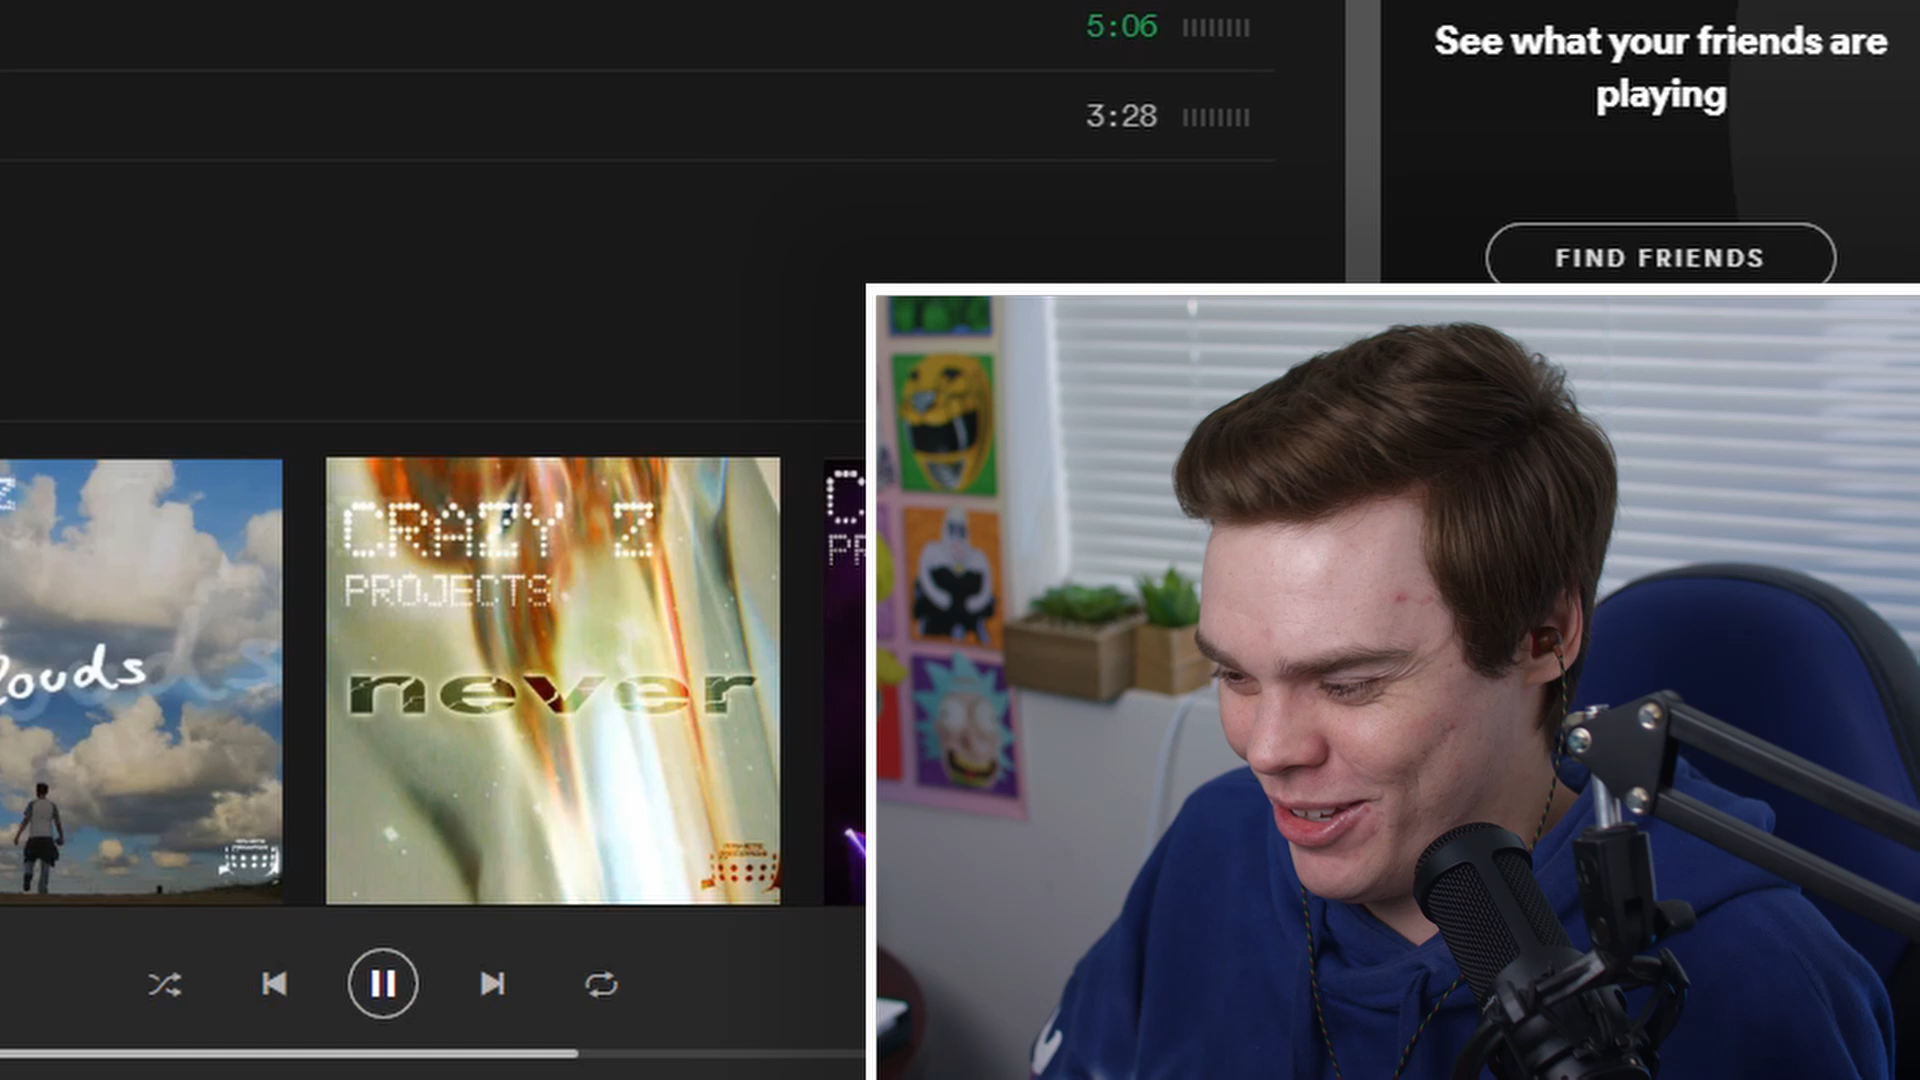 5:06
3:28
See what your friends are
playing
FIND FRIENDS
CRAZY Z
PROJECTS
never